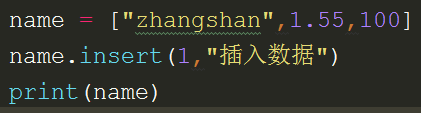 name = ["zhangshan",1.55,100]
name.insert(1,"插入数据")
print(name)